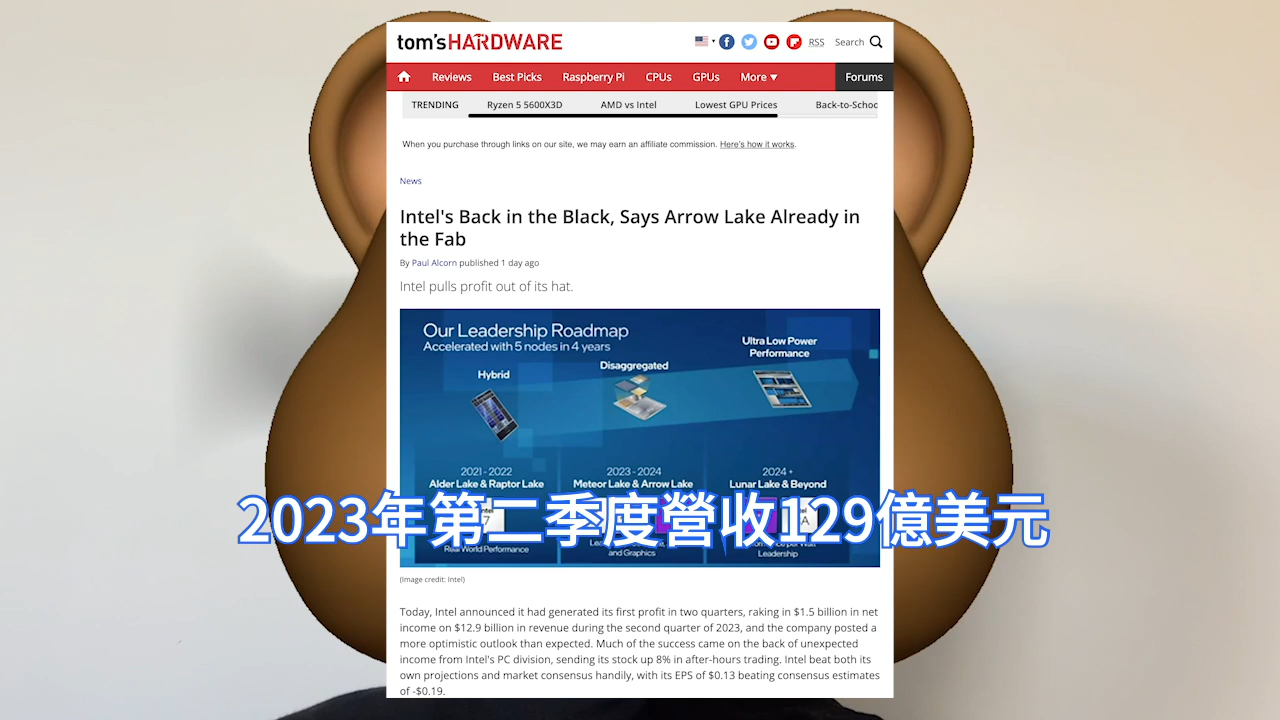 tom's HARDWARE
RSS
Search
Reviews
Best Picks
Raspberry Pi
CPUs
GPUs
More
Forums
TRENDING
Ryzen 5 5600X3D
AMD vs Intel
Lowest GPU Prices
Back-to-Schoo
When you purchase through links on our site, we may earn an affiliate commission. Here's how it works.
News
Intel's Back in the Black, Says Arrow Lake Already in
the Fab
By Paul Alcorn published 1 day ago
Intel pulls profit out of its hat.
Our Leadership Roadmap
Accelerated with 5 nodes in 4 years
Hybrid
Disaggregated
Ultra Low Power
Performance
2021 - 2022
Alder Lake & Raptor Lake
2023 - 2024
Meteor Lake & Arrow Lake
2024 +
Lunar Lake & Beyond
2023年第二季度營收129億美元
Real World Performance
and Graphics
Leadership
(Image credit: Intel)
Today, Intel announced it had generated its first profit in two quarters, raking in $1.5 billion in net
income on $12.9 billion in revenue during the second quarter of 2023, and the company posted a
more optimistic outlook than expected. Much of the success came on the back of unexpected
income from Intel's PC division, sending its stock up 8% in after-hours trading. Intel beat both its
own projections and market consensus handily, with its EPS of $0.13 beating consensus estimates
of -$0.19.